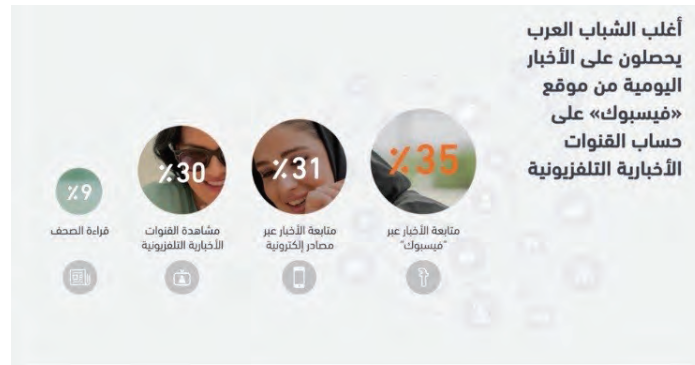 أغلب الشباب العرب
يحصلون على الأخبار
اليومية من موقع
«فيسبوك» على
حساب القنوات
الأخبارية التلفزيونية
٪35
٪31
٪30
٪9
متابعة الأخبار عبر
"فيسبوك"
متابعة الأخبار عبر
مصادر إلكترونية
مشاهدة القنوات
الأخبارية التلفزيونية
قراءة الصحف